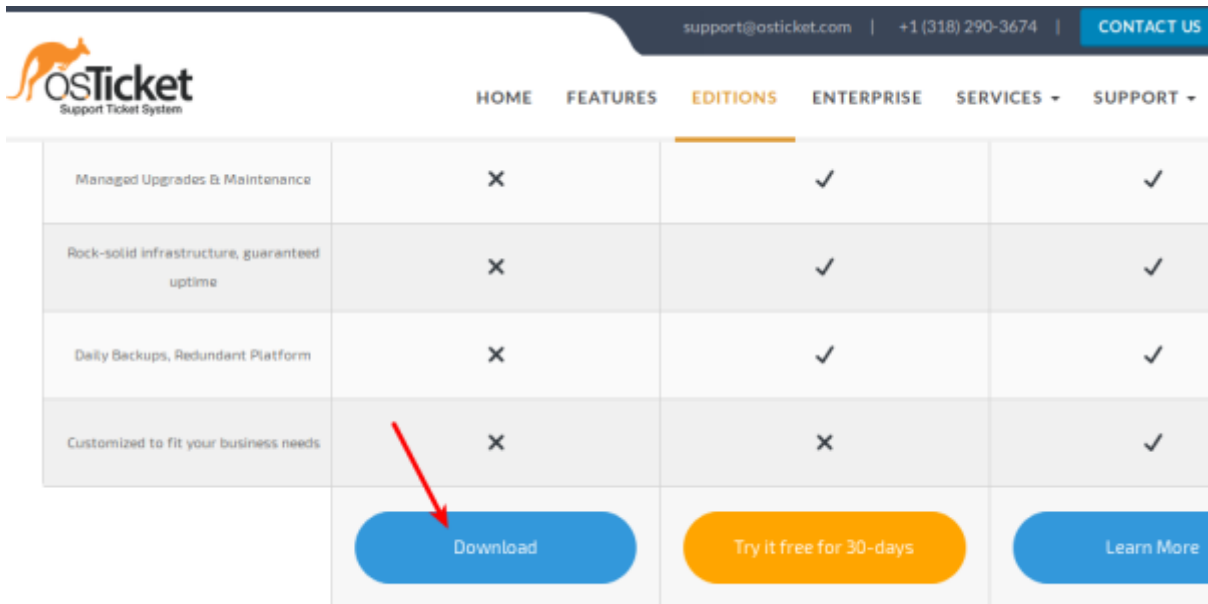 support@osticket.com | +1 (318) 290-3674 | CONTACT US
osTicket
Support Ticket System
HOME FEATURES EDITIONS ENTERPRISE SERVICES SUPPORT
Managed Upgrades & Maintenance
Rock-solid infrastructure, guaranteed
uptime
Daily Backups, Redundant Platform
Customized to fit your business needs
Download Try it free for 30-days Learn More